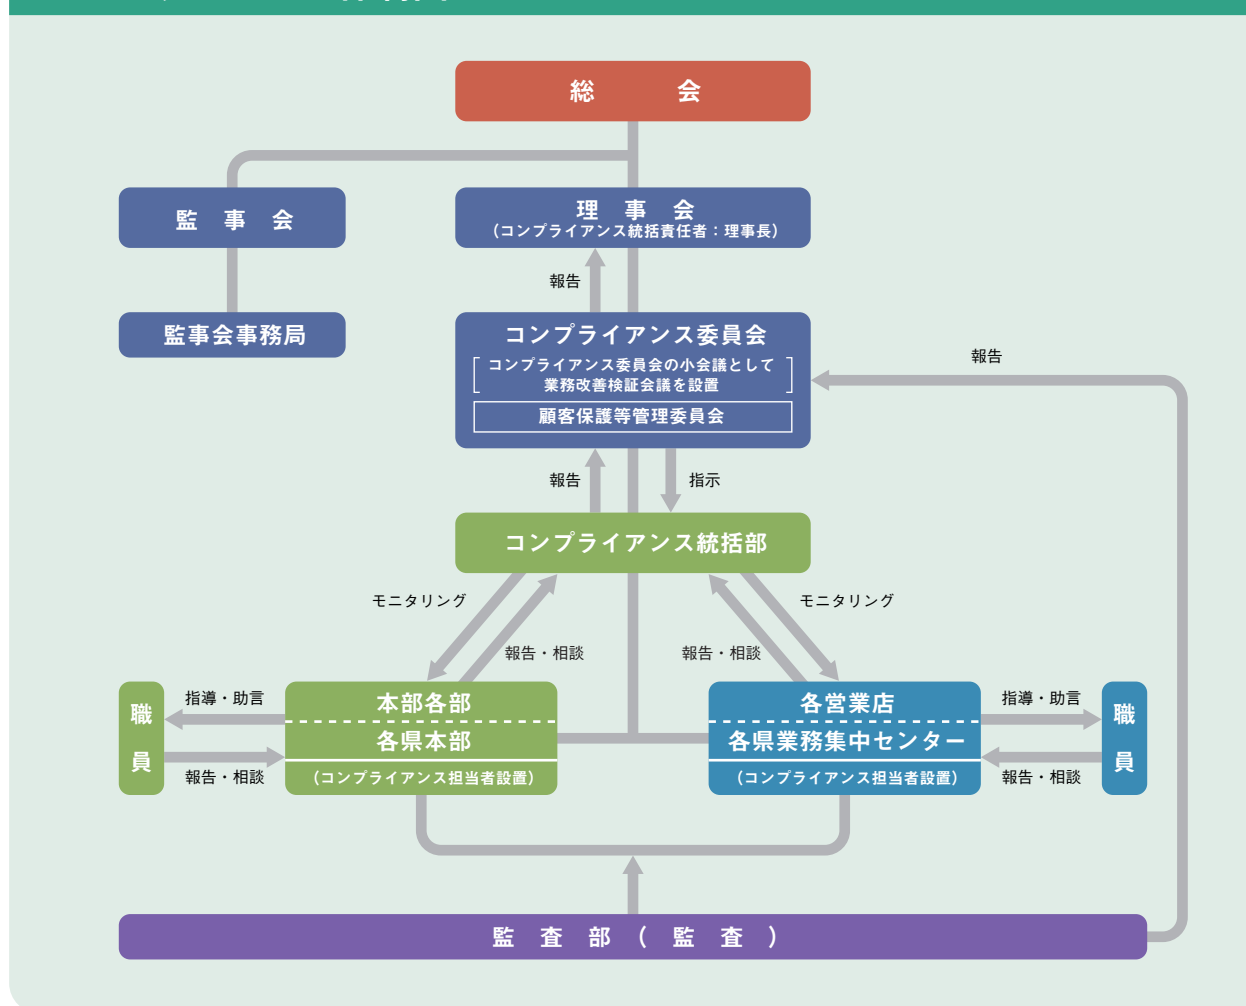 総 会
監 事 会
理 事 会
（コンプライアンス統括責任者：理事長）
報告
監事会事務局
コンプライアンス委員会
コンプライアンス委員会の小会議として
業務改善検証会議を設置
顧客保護等管理委員会
報告
報告
指示
コンプライアンス統括部
モニタリング
モニタリング
報告・相談
報告・相談
職員
指導・助言
報告・相談
本部各部
各県本部
（コンプライアンス担当者設置）
各営業店
各県業務集中センター
（コンプライアンス担当者設置）
指導・助言
報告・相談
職員
監 査 部 （ 監 査 ）